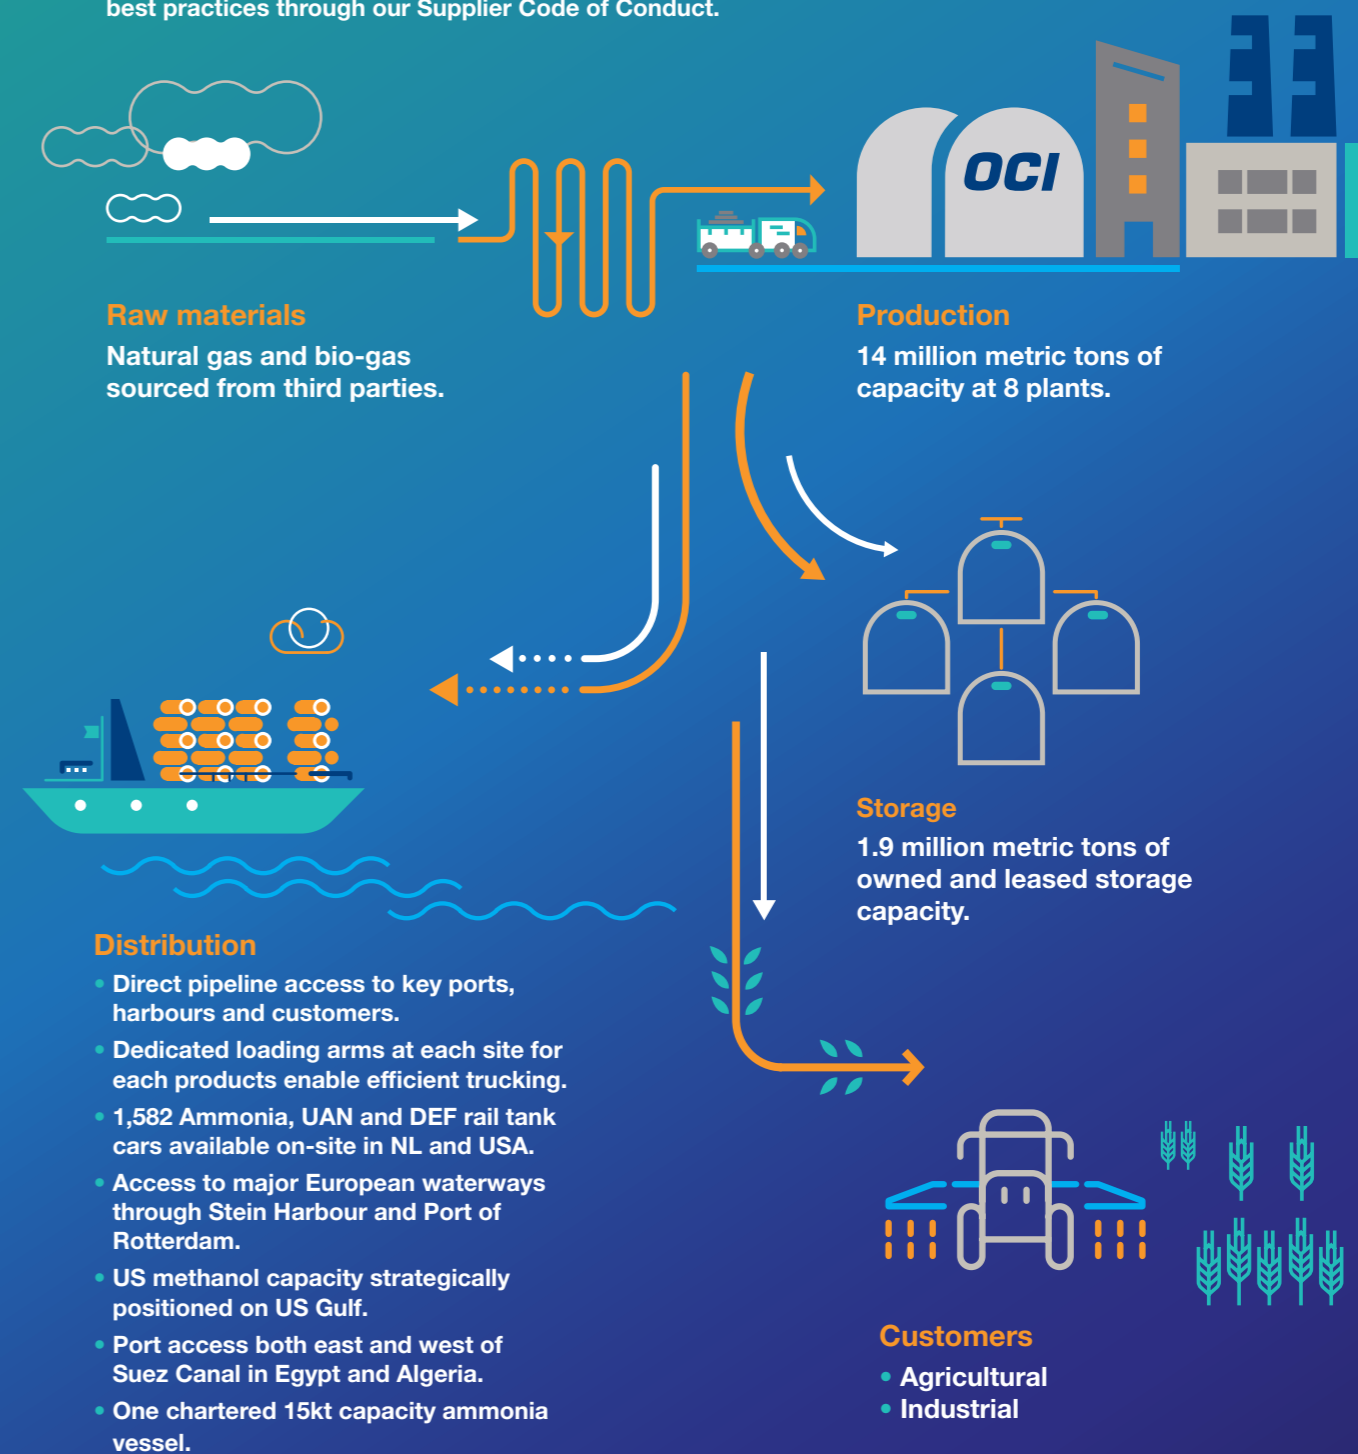 best practices through our Supplier Code of Conduct.
OCI
Raw materials
Natural gas and bio-gas
sourced from third parties.
Production
14 million metric tons of
capacity at 8 plants.
Storage
1.9 million metric tons of
owned and leased storage
capacity.
Distribution
• Direct pipeline access to key ports,
harbours and customers.
• Dedicated loading arms at each site for
each products enable efficient trucking.
• 1,582 Ammonia, UAN and DEF rail tank
cars available on-site in NL and USA.
• Access to major European waterways
through Stein Harbour and Port of
Rotterdam.
• US methanol capacity strategically
positioned on US Gulf.
• Port access both east and west of
Suez Canal in Egypt and Algeria.
• One chartered 15kt capacity ammonia
vessel.
Customers
• Agricultural
• Industrial